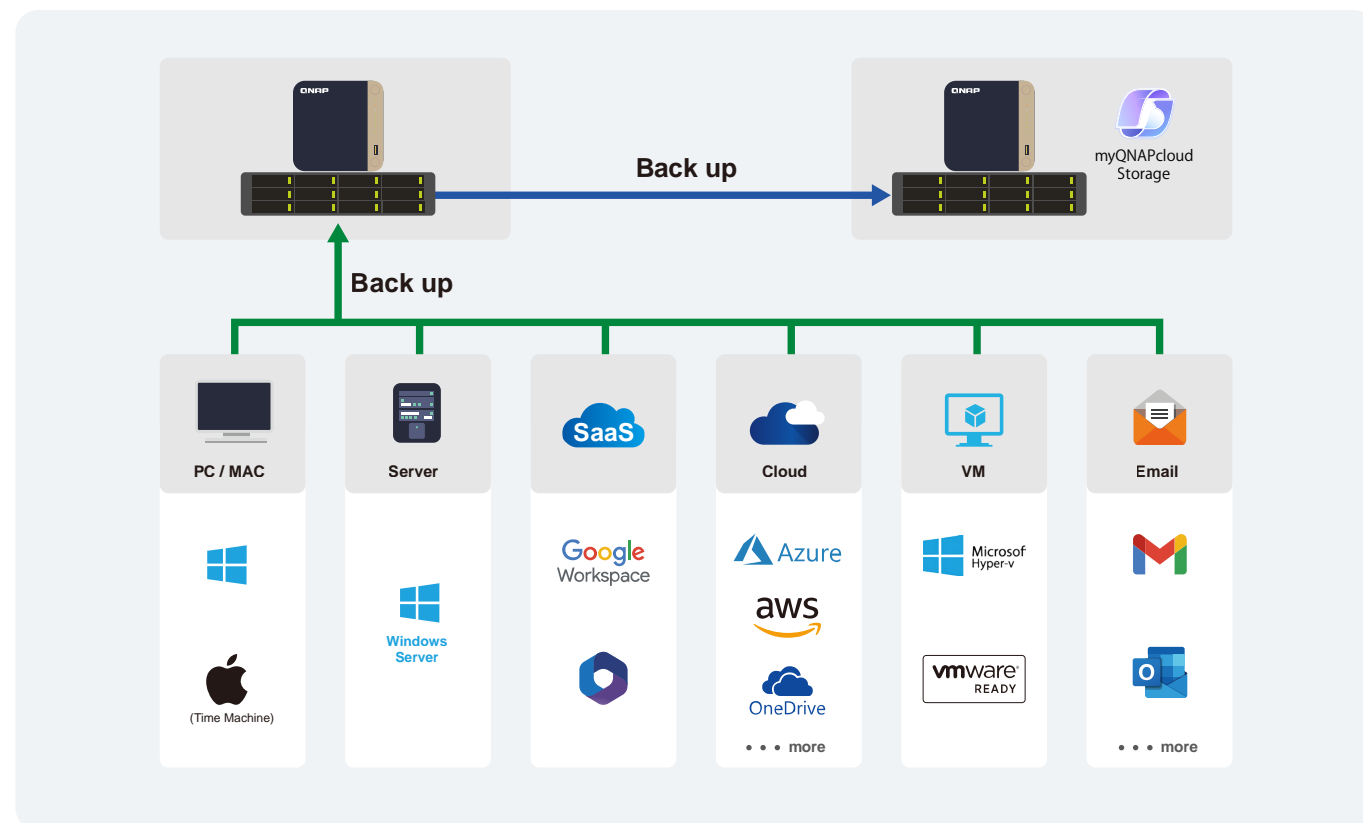 QNAP
QNAP
myQNAPcloud
Storage
Back up
Back up
PC / MAC
Server
SaaS
Cloud
VM
Email
Google
Workspace
Azure
aws
OneDrive
• • • more
Microsof
Hyper-v
vmware®
READY
Windows
Server
(Time Machine)
O
• • • more